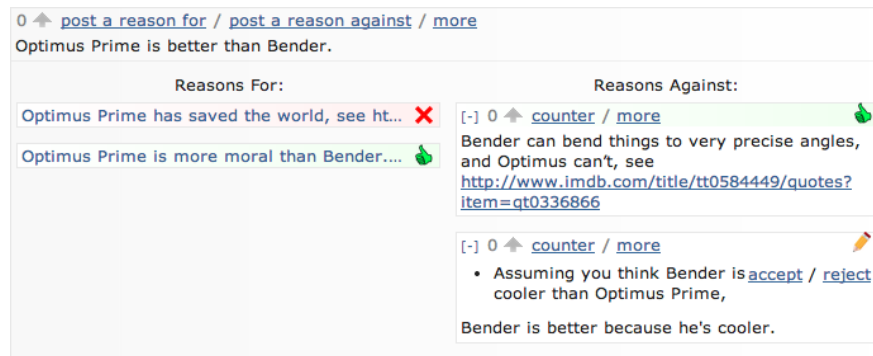 0 post a reason for / post a reason against / more
Optimus Prime is better than Bender.
Reasons For:
Optimus Prime has saved the world, see ht...
Optimus Prime is more moral than Bender....
Reasons Against:
[-] 0 counter / more
Bender can bend things to very precise angles,
and Optimus can't, see
http://www.imdb.com/title/tt0584449/quotes?
item=qt0336866
[-] 0 counter / more
• Assuming you think Bender is accept / reject
cooler than Optimus Prime,
Bender is better because he's cooler.